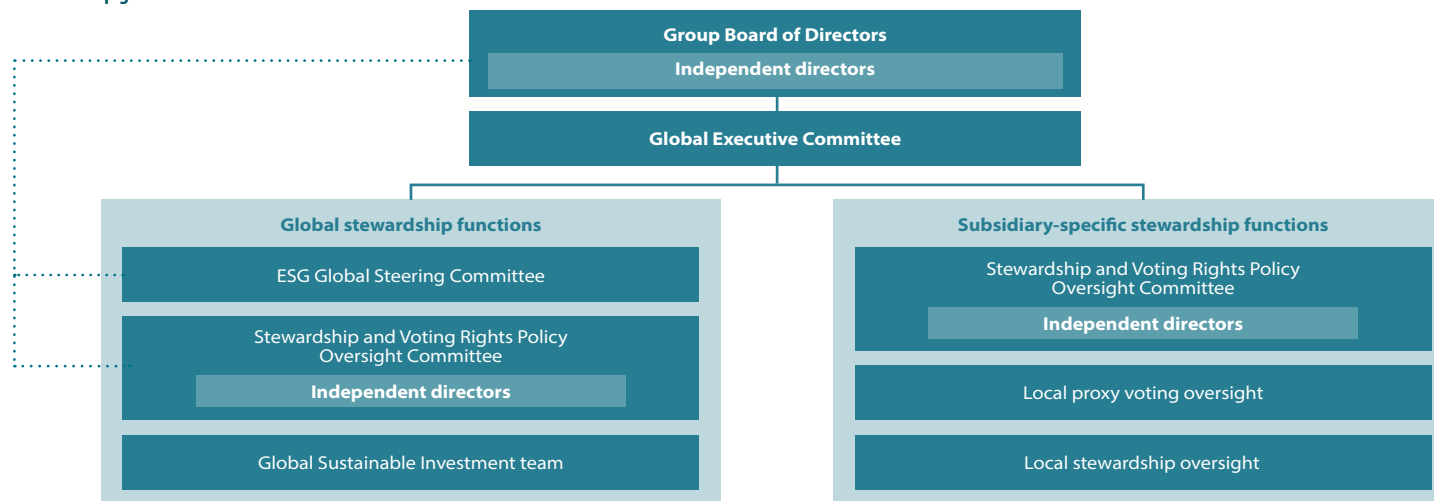 Group Board of Directors
Independent directors
Global Executive Committee
Global stewardship functions
ESG Global Steering Committee
Stewardship and Voting Rights Policy
Oversight Committee
Independent directors
Global Sustainable Investment team
Subsidiary-specific stewardship functions
Stewardship and Voting Rights Policy
Oversight Committee
Independent directors
Local proxy voting oversight
Local stewardship oversight